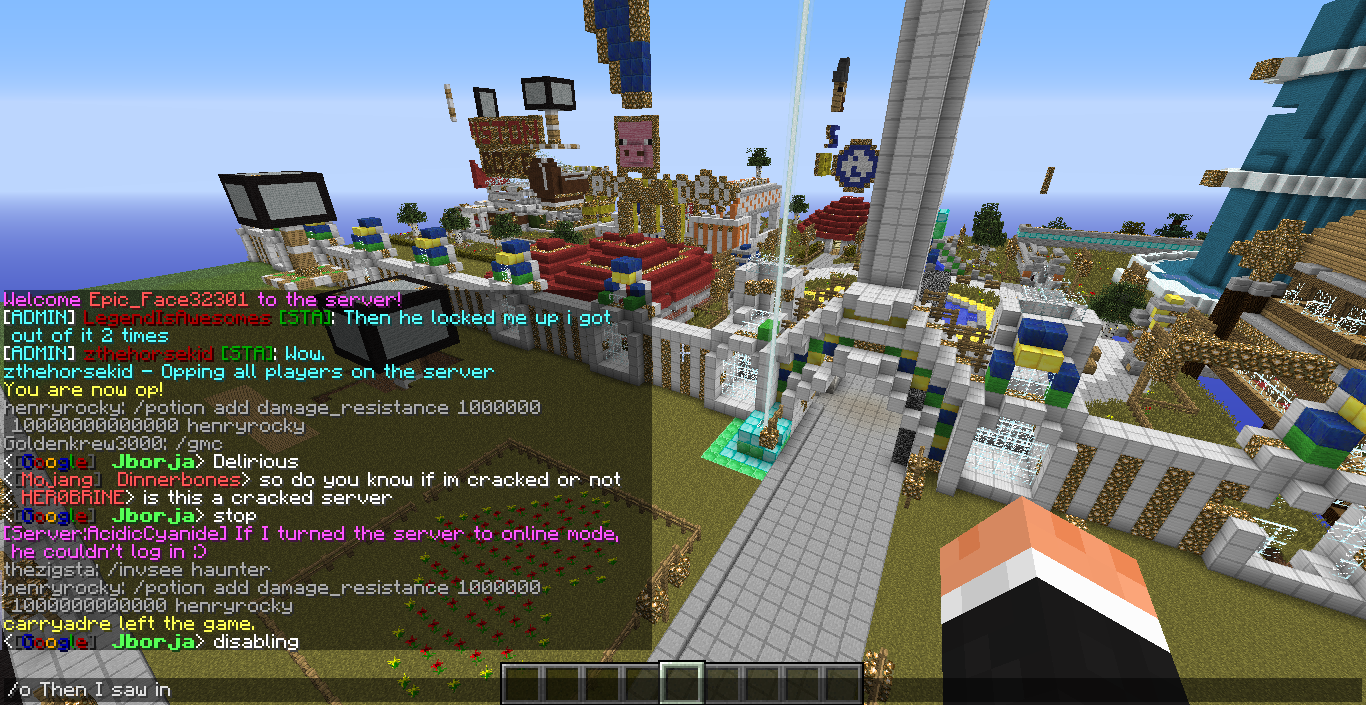 Welcome Epic_Face32301 to the server!
[ADMIN] LegendIsAwesomes [STA]: Then he locked me up i got
out of it 2 times
[ADMIN] zthehorsekid [STA]: Wow.
zthehorsekid - Opping all players on the server
You are now op!
henryrocky: /potion add damage_resistance 1000000
10000000000000 henryrocky
Goldenkrew3000: /gmc
<[Google] Jborja> Delirious
<[Mojang] Dinnerbones> so do you know if im cracked or not
< HER0BRINE> is this a cracked server
<[Google] Jborja> stop
[Server:AcidicCyanide] If I turned the server to online mode,
he couldn't log in :)
thezigsta: /invsee haunter
henryrocky: /potion add damage_resistance 1000000
10000000000000 henryrocky
carryadre left the game.
<[Google] Jborja> disabling
/o Then I saw in